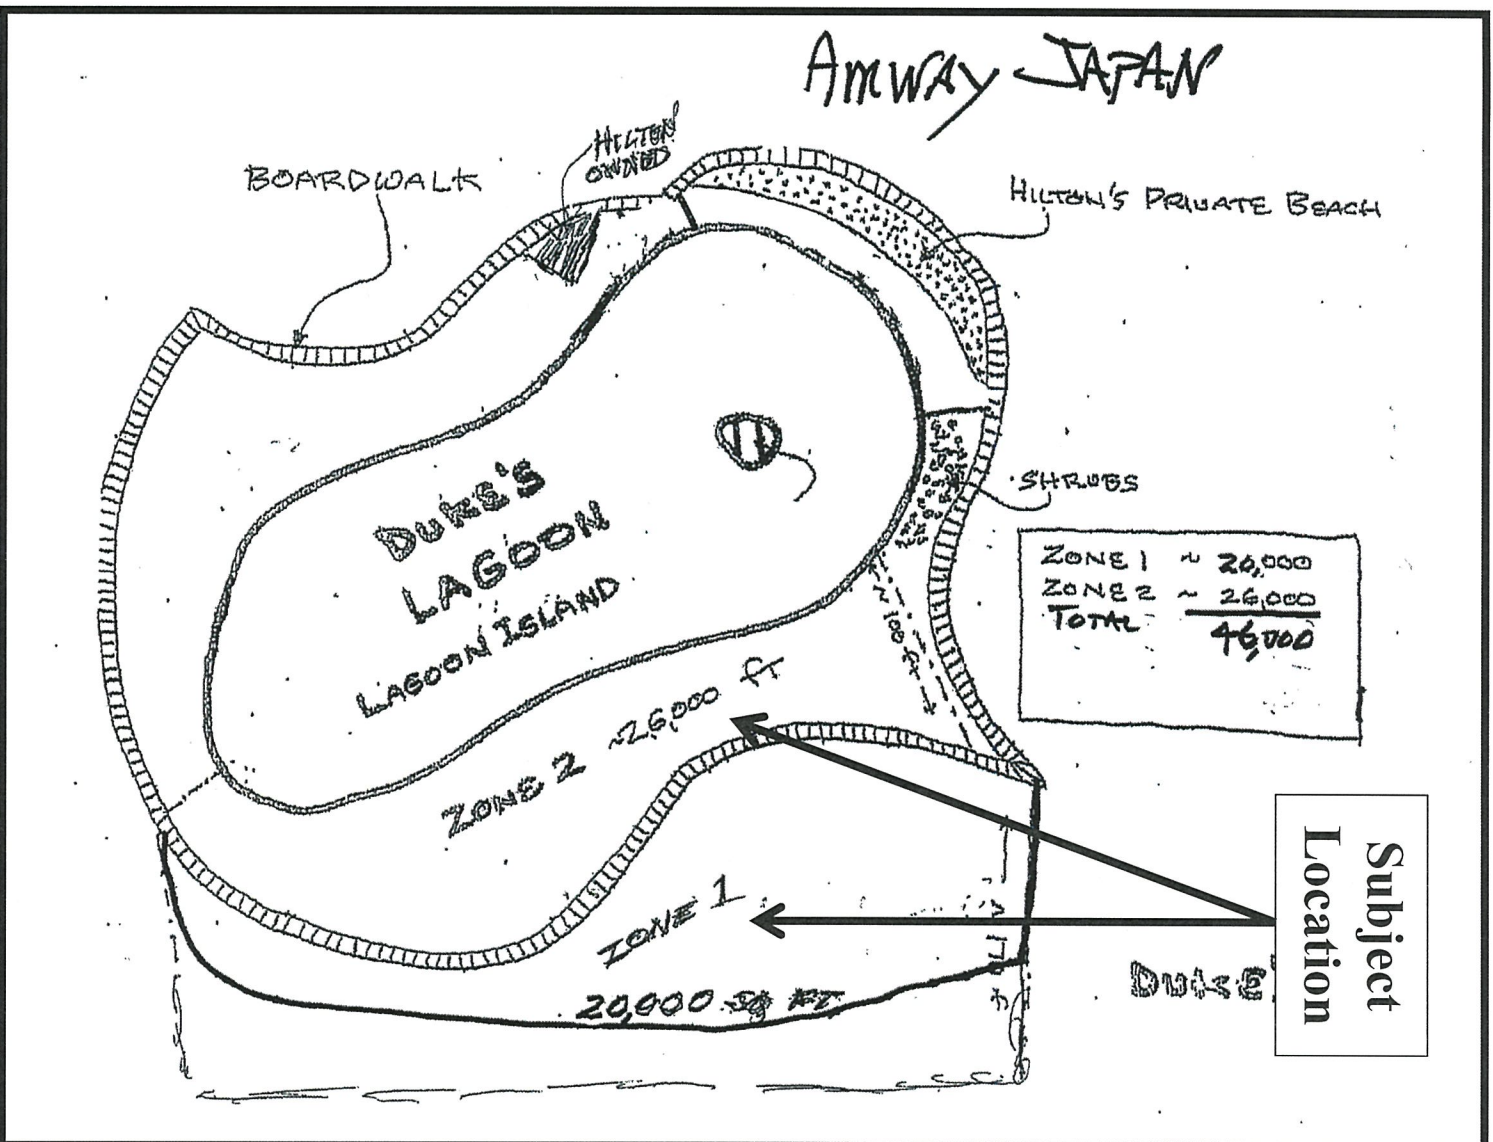 AMWAY JAPAN
HILTON
OWNED
BOARDWALK
HILTON'S PRIVATE BEACH
DUKE'S
LAGOON
LAGOON ISLAND
SHRUBS
ZONE 1 ~ 20,000
ZONE 2 ~ 26,000
TOTAL 46,000
~ 100 ft
ZONE 2 ~26,000 ft
ZONE 1
20,000 sq FT
Subject
Location
DUKE